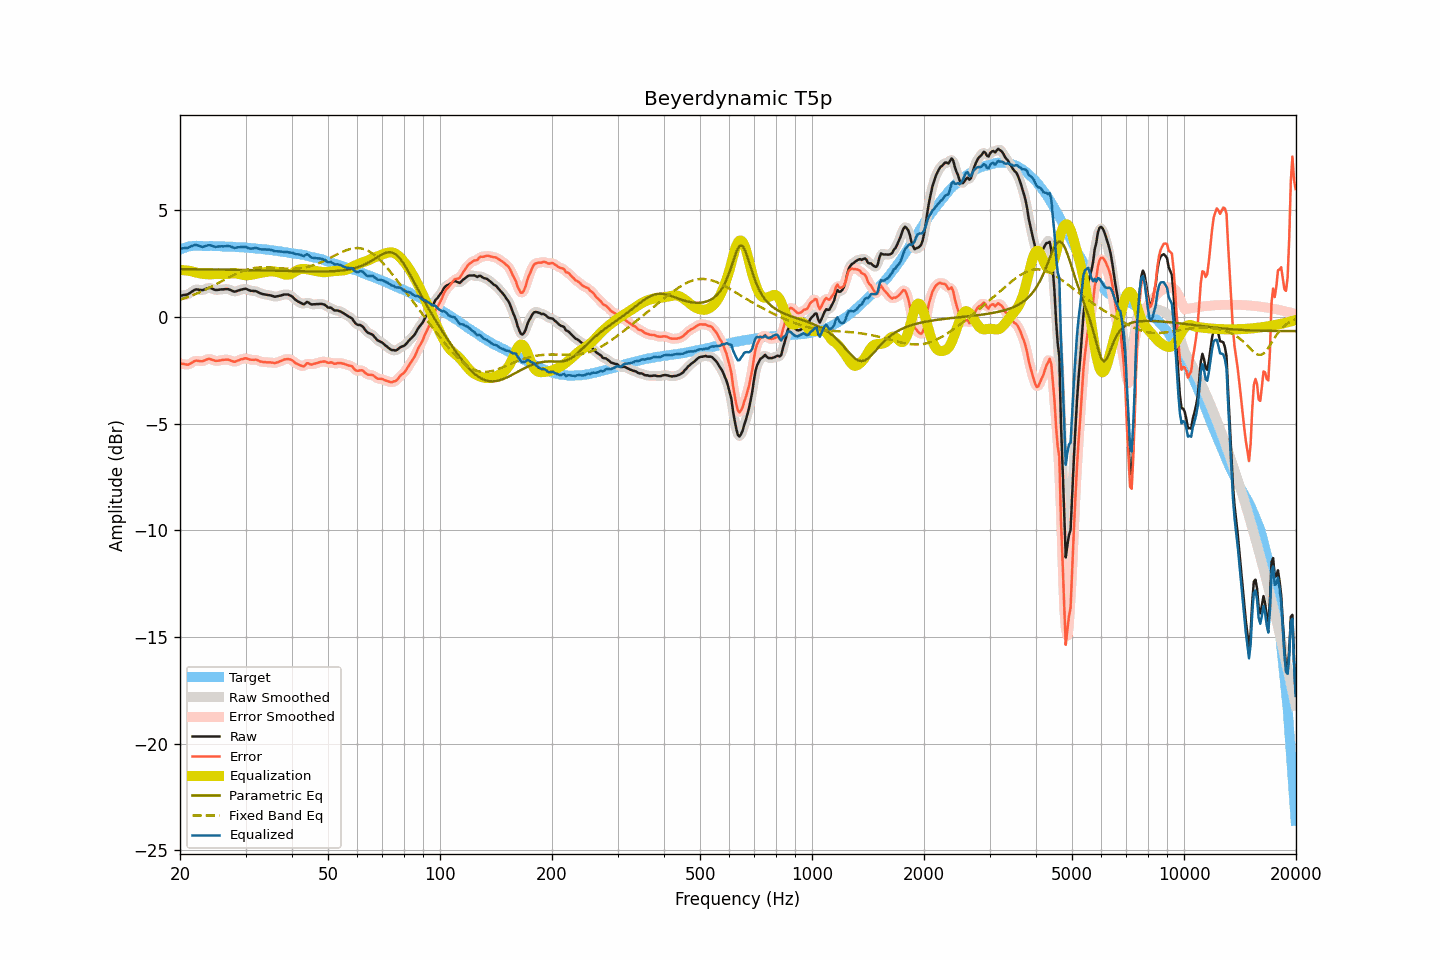 Beyerdynamic T5p
Amplitude (dBr)
5
0
−5
−10
−15
−20
−25
Target
Raw Smoothed
Error Smoothed
Raw
Error
Equalization
Parametric Eq
Fixed Band Eq
Equalized
20 50 100 200 500 1000 2000 5000 10000 20000
Frequency (Hz)